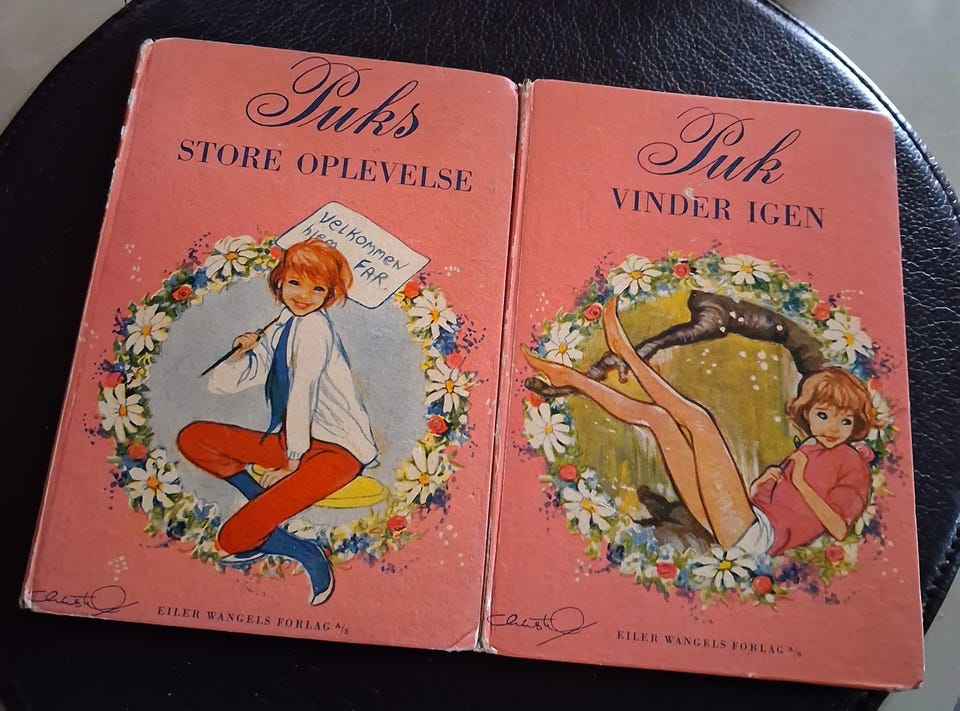 Puks
STORE OPLEVELSE
Velkommen
hjem FAR
EILER WANGELS FORLAG A/S
Puk
VINDER IGEN
EILER WANGELS FORLAG A/S